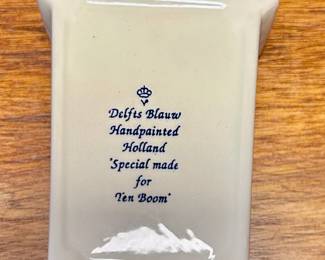 Delfts Blauw
Handpainted
Holland
"Special made
for
Ten Boom"